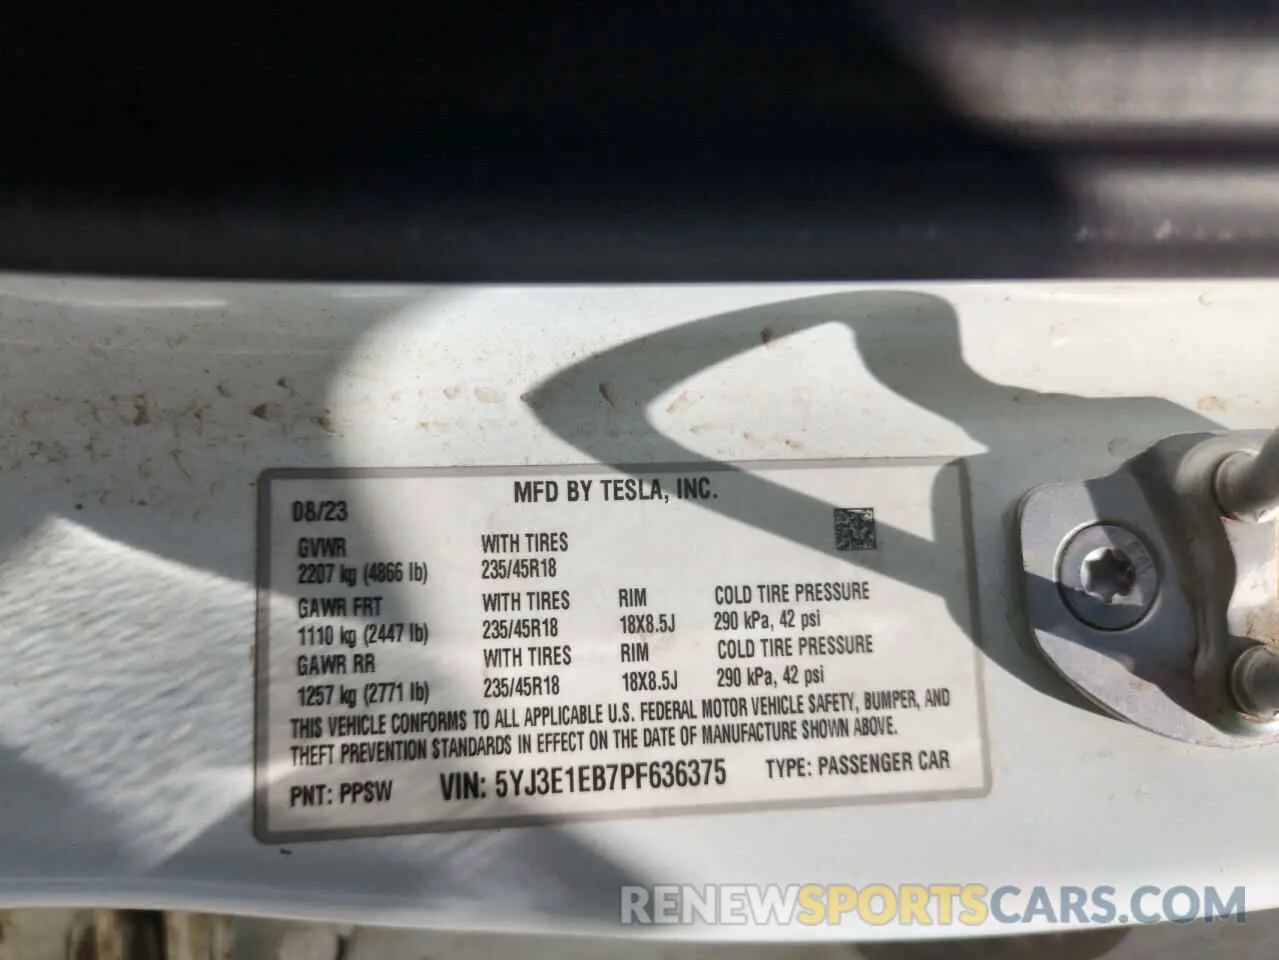 MFD BY TESLA, INC.
08/23
GVWR WITH TIRES
2207 kg (4866 lb) 235/45R18
GAWR FRT WITH TIRES RIM COLD TIRE PRESSURE
1110 kg (2447 lb) 235/45R18 18X8.5J 290 kPa, 42 psi
GAWR RR WITH TIRES RIM COLD TIRE PRESSURE
1257 kg (2771 lb) 235/45R18 18X8.5J 290 kPa, 42 psi
THIS VEHICLE CONFORMS TO ALL APPLICABLE U.S. FEDERAL MOTOR VEHICLE SAFETY, BUMPER, AND
THEFT PREVENTION STANDARDS IN EFFECT ON THE DATE OF MANUFACTURE SHOWN ABOVE.
PNT: PPSW VIN: 5YJ3E1EB7PF636375 TYPE: PASSENGER CAR
RENEWSPORTSCARS.COM